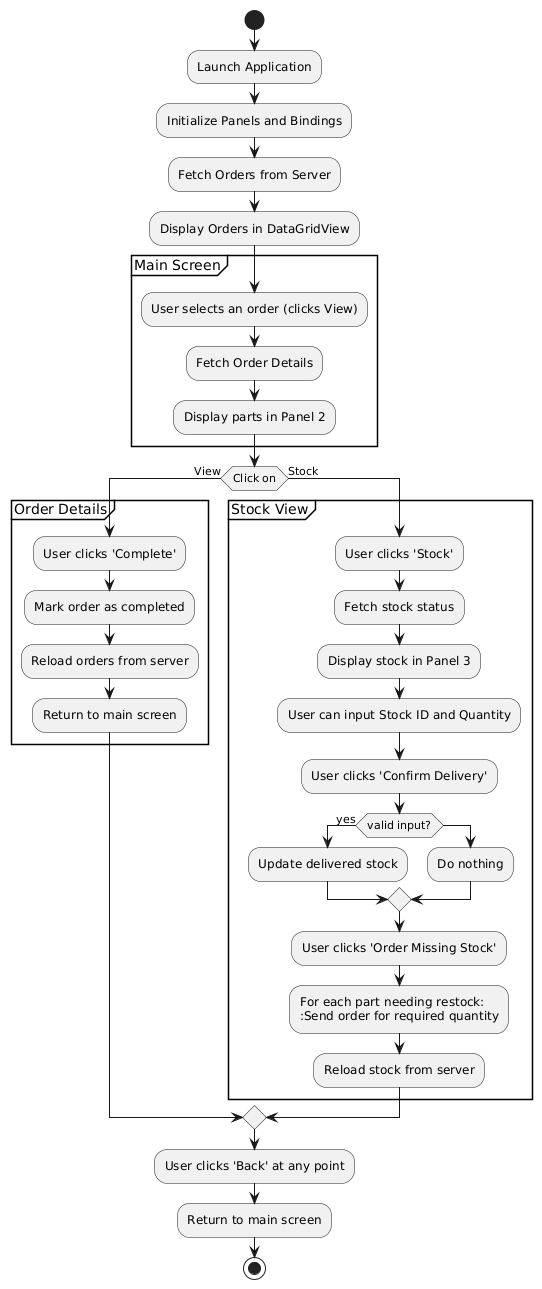 Launch Application
Initialize Panels and Bindings
Fetch Orders from Server
Display Orders in DataGridView
Main Screen
User selects an order (clicks View)
Fetch Order Details
Display parts in Panel 2
View
Click on
Stock
Order Details
User clicks 'Complete'
Mark order as completed
Reload orders from server
Return to main screen
Stock View
User clicks 'Stock'
Fetch stock status
Display stock in Panel 3
User can input Stock ID and Quantity
User clicks 'Confirm Delivery'
yes
valid input?
Update delivered stock
Do nothing
User clicks 'Order Missing Stock'
For each part needing restock:
:Send order for required quantity
Reload stock from server
User clicks 'Back' at any point
Return to main screen